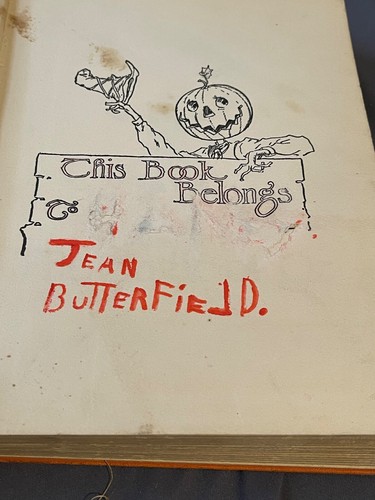 This Book
Belongs
To
JEAN
BUTTERFiElD.